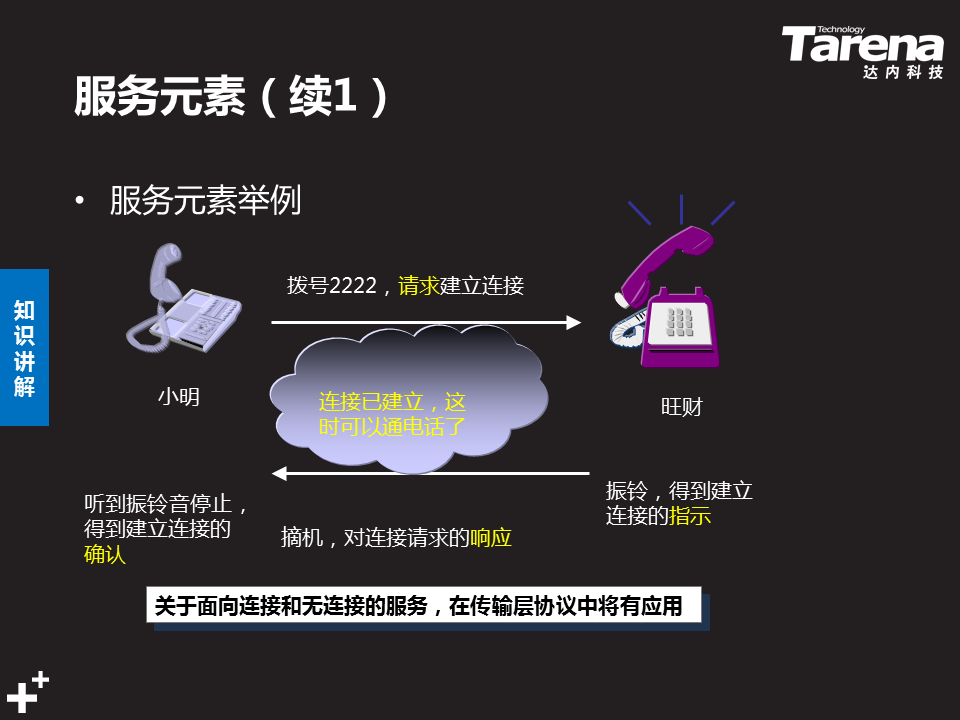 Technology
Tarena
达内科技
服务元素（续1）
• 服务元素举例
知
识
讲
解
拨号2222，请求建立连接
小明
连接已建立，这
时可以通电话了
旺财
听到振铃音停止，
得到建立连接的
确认
摘机，对连接请求的响应
振铃，得到建立
连接的指示
关于面向连接和无连接的服务，在传输层协议中将有应用